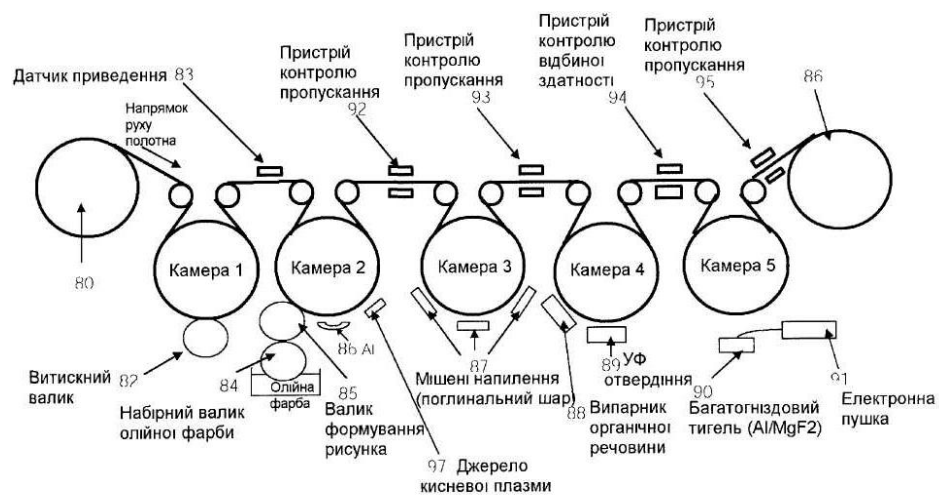 Датчик приведення 83
Напрямок
руху
полотна
Пристрій
контролю
пропускання
92
Пристрій
контролю
пропускання
93
Пристрій
контролю
відбиної
здатності
94
Пристрій
контролю
пропускання
95
86
80
Камера 1
Камера 2
Камера 3
Камера 4
Камера 5
Витискний
валик
82
84
Олійна
фарба
Набірний валик
олійної фарби
85
Валик
формування
рисунка
86 Al
97 Джерело
кисневої плазми
87
Мішені напилення
(поглинальний шар)
88
Випарник
органічної
речовини
89 УФ
отвердіння
90
Багатогніздовий
тигель (Al/MgF2)
91
Електронна
пушка